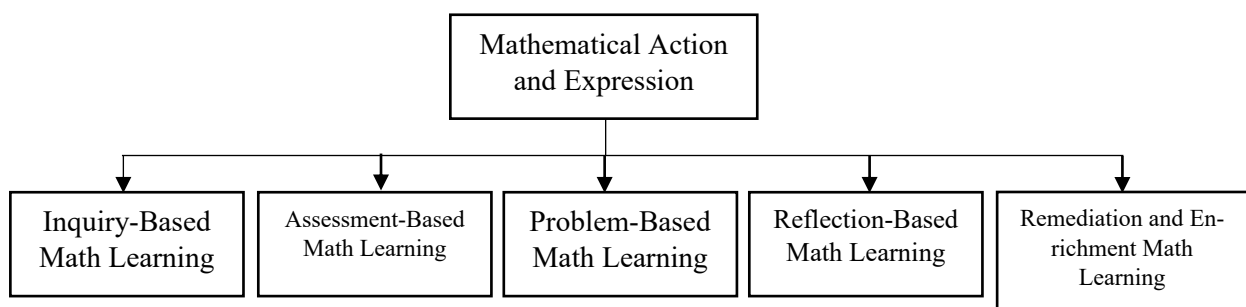 Mathematical Action
and Expression
Inquiry-Based
Math Learning
Assessment-Based
Math Learning
Problem-Based
Math Learning
Reflection-Based
Math Learning
Remediation and En-
richment Math
Learning